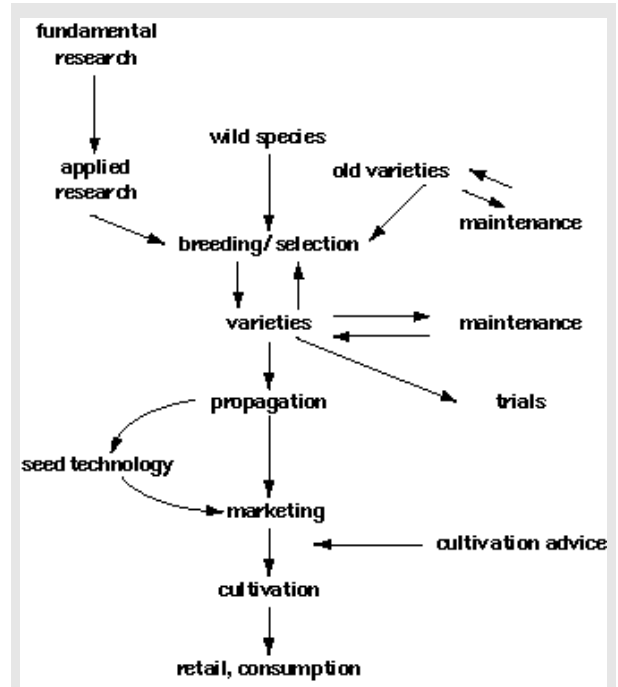 fundamental
research
wild species
applied
research
old varieties
maintenance
breeding/ selection
varieties
maintenance
propagation
trials
seed technology
marketing
cultivation advice
cultivation
retail, consumption